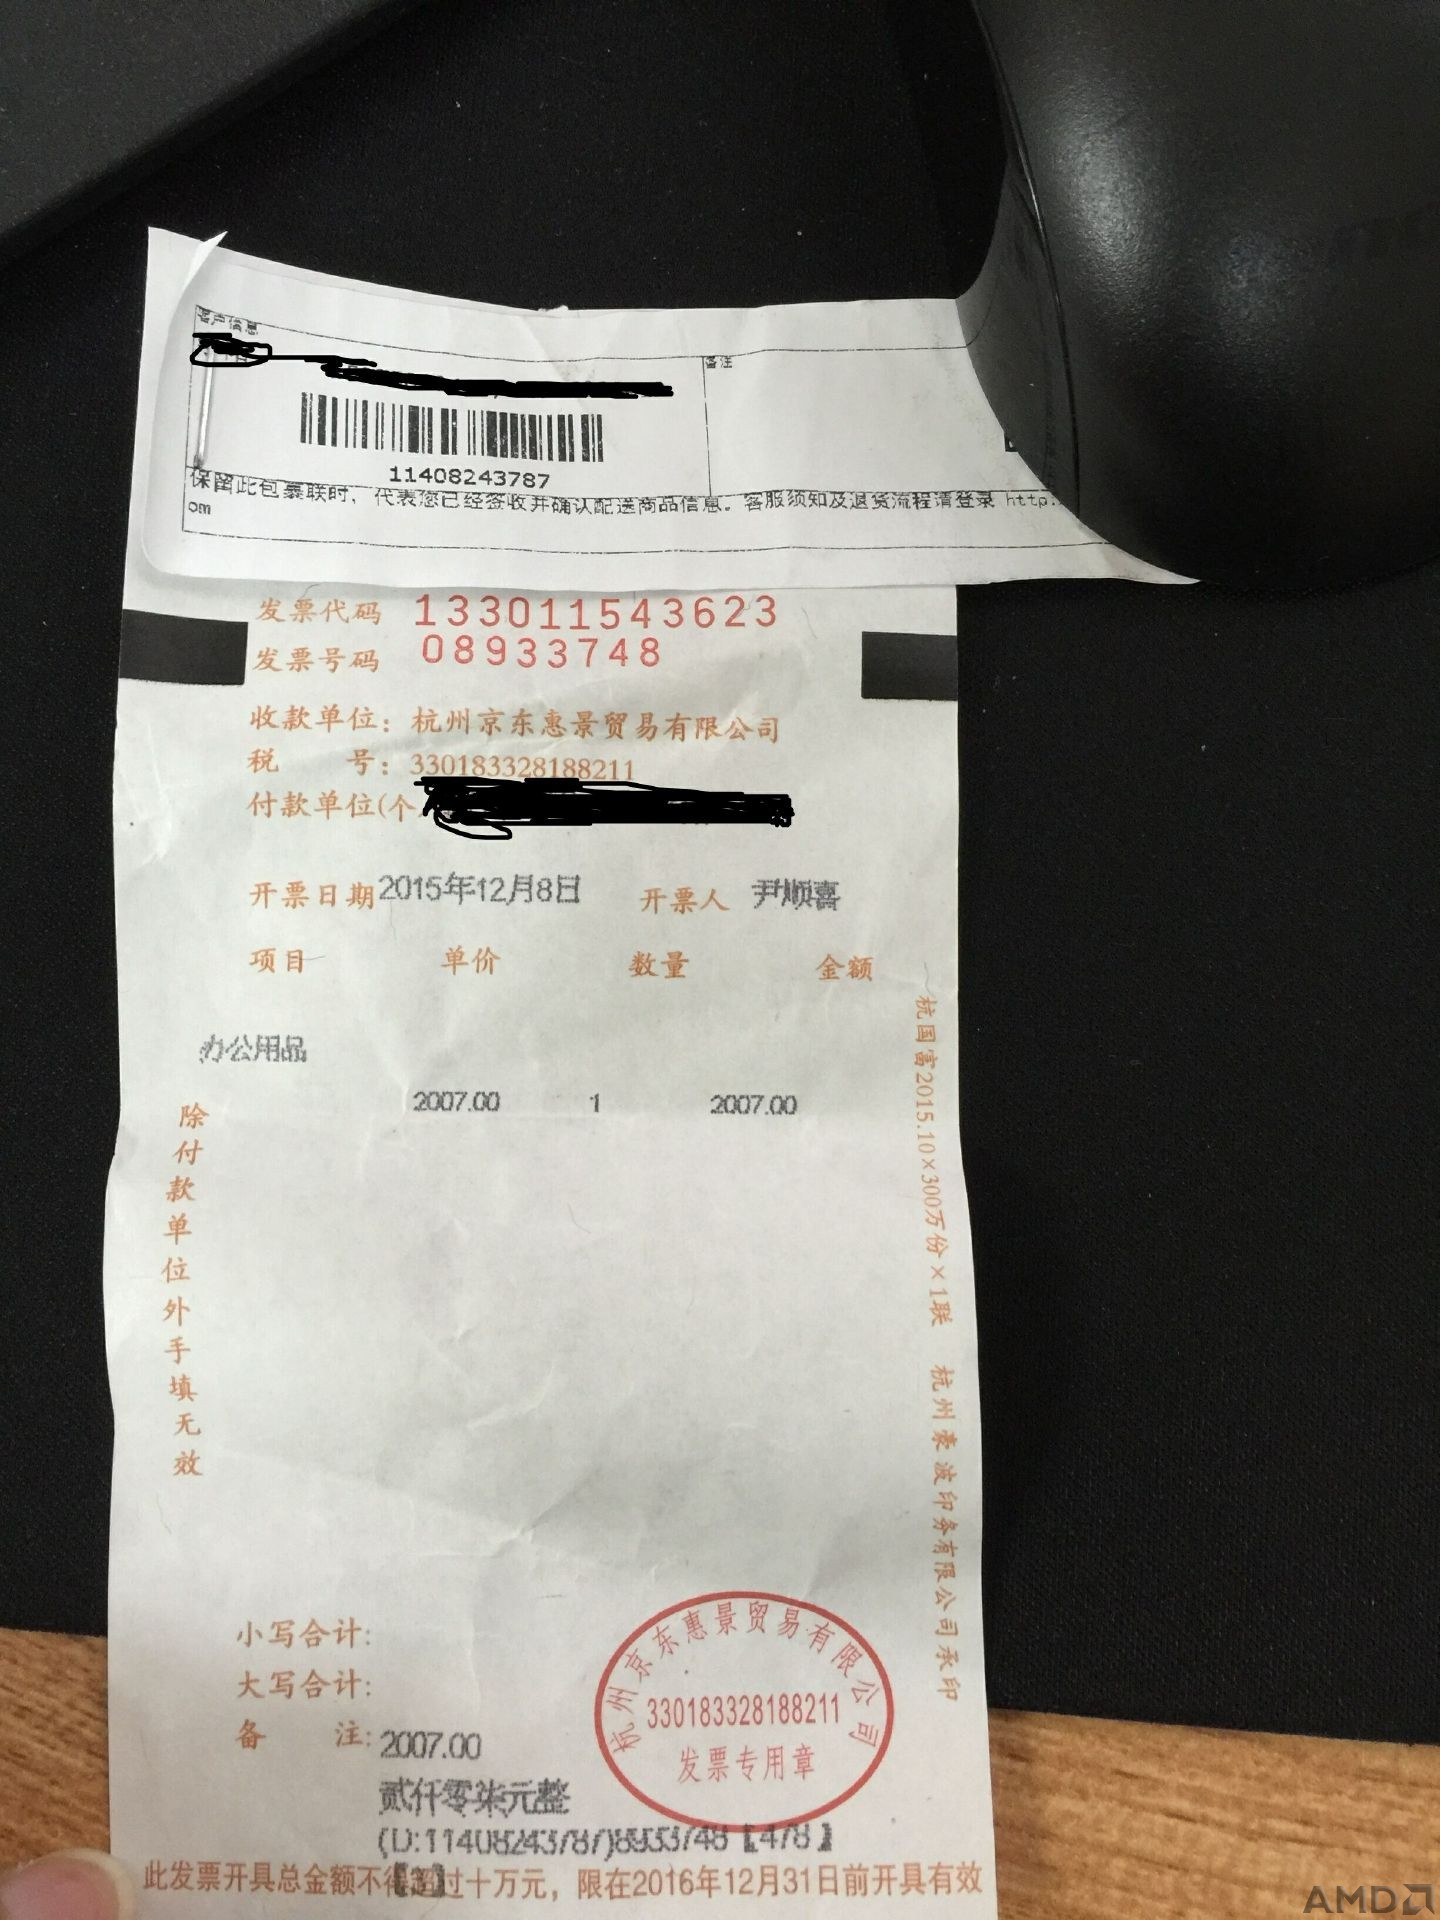 客户信息
备注
11408243787
保留此包裹联时，代表您已经签收并确认配送商品信息。客服须知及退货流程请登录 http:
om
发票代码 133011543623
发票号码 08933748
收款单位：杭州京东惠景贸易有限公司
税 号：330183328188211
付款单位(个
开票日期 2015年12月8日 开票人 尹顺喜
项目 单价 数量 金额
办公用品
2007.00 1 2007.00
除付款单位外手填无效
杭国富2015.10×300万份×1联 杭州豪波印务有限公司承印
小写合计:
大写合计:
备 注: 2007.00
贰仟零柒元整
(D:11408243787)8933748【478】
杭州京东惠景贸易有限公司
330183328188211
发票专用章
此发票开具总金额不得超过十万元，限在2016年12月31日前开具有效
AMD